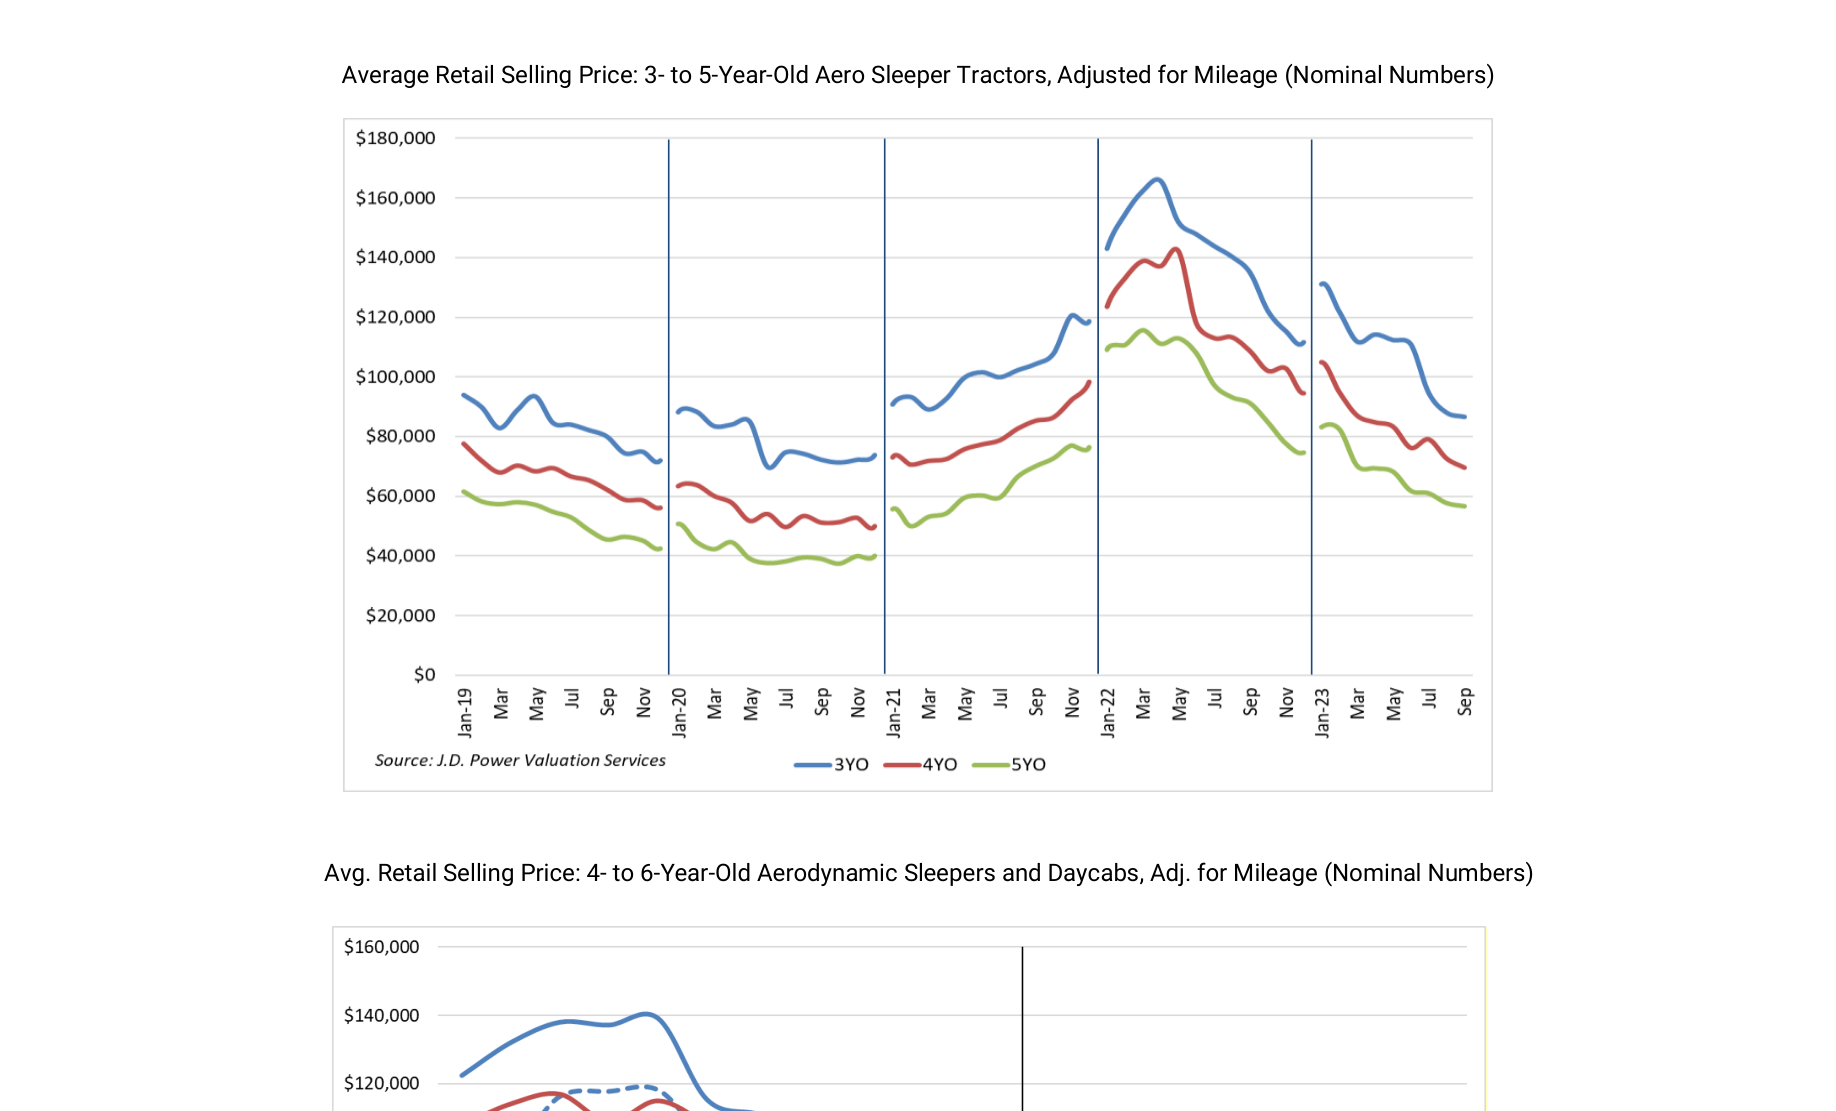 Average Retail Selling Price: 3- to 5-Year-Old Aero Sleeper Tractors, Adjusted for Mileage (Nominal Numbers)
$180,000
$160,000
$140,000
$120,000
$100,000
$80,000
$60,000
$40,000
$20,000
$0
Jan-19 Mar May Jul Sep Nov Jan-20 Mar May Jul Sep Nov Jan-21 Mar May Jul Sep Nov Jan-22 Mar May Jul Sep Nov Jan-23 Mar May Jul Sep
Source: J.D. Power Valuation Services
3YO 4YO 5YO
Avg. Retail Selling Price: 4- to 6-Year-Old Aerodynamic Sleepers and Daycabs, Adj. for Mileage (Nominal Numbers)
$160,000
$140,000
$120,000